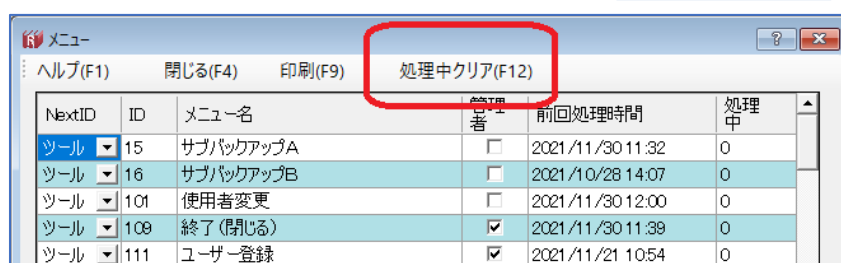 メニュー
ヘルプ(F1) 閉じる(F4) 印刷(F9) 処理中クリア(F12)
NextID ID メニュー名 管理者 前回処理時間 処理中
ツール 15 サブバックアップA 2021/11/30 11:32 0
ツール 16 サブバックアップB 2021/10/28 14:07 0
ツール 101 使用者変更 2021/11/30 12:00 0
ツール 109 終了(閉じる) 2021/11/30 11:39 0
ツール 111 ユーザー登録 2021/11/21 10:54 0